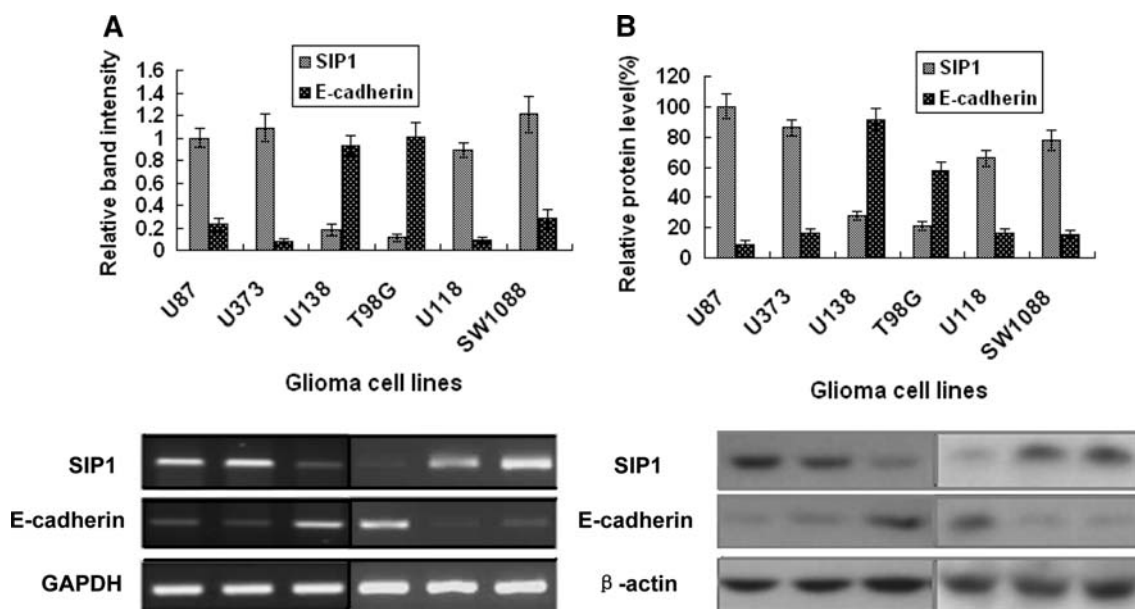 A
SIP1
E-cadherin
Relative band intensity
1.6
1.4
1.2
1
0.8
0.6
0.4
0.2
0
U87
U373
U138
T98G
U118
SW1088
Glioma cell lines
SIP1
E-cadherin
GAPDH
B
SIP1
E-cadherin
Relative protein level(%)
120
100
80
60
40
20
0
U87
U373
U138
T98G
U118
SW1088
Glioma cell lines
SIP1
E-cadherin
β-actin